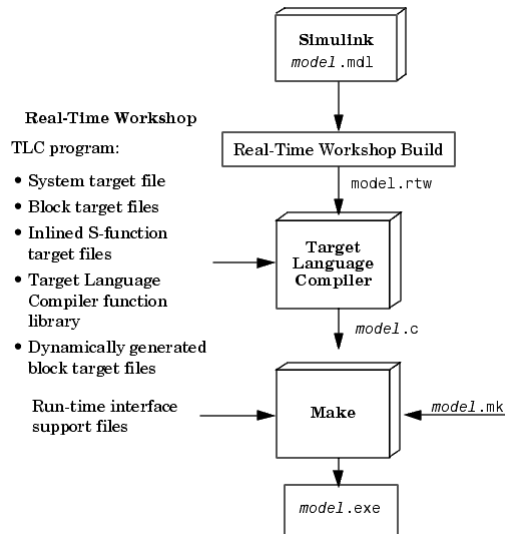 Simulink
model.mdl
Real-Time Workshop
TLC program:
Real-Time Workshop Build
• System target file
model.rtw
• Block target files
• Inlined S-function
target files
• Target Language
Compiler function
library
• Dynamically generated
block target files
Target
Language
Compiler
model.c
Run-time interface
support files
Make
model.mk
model.exe